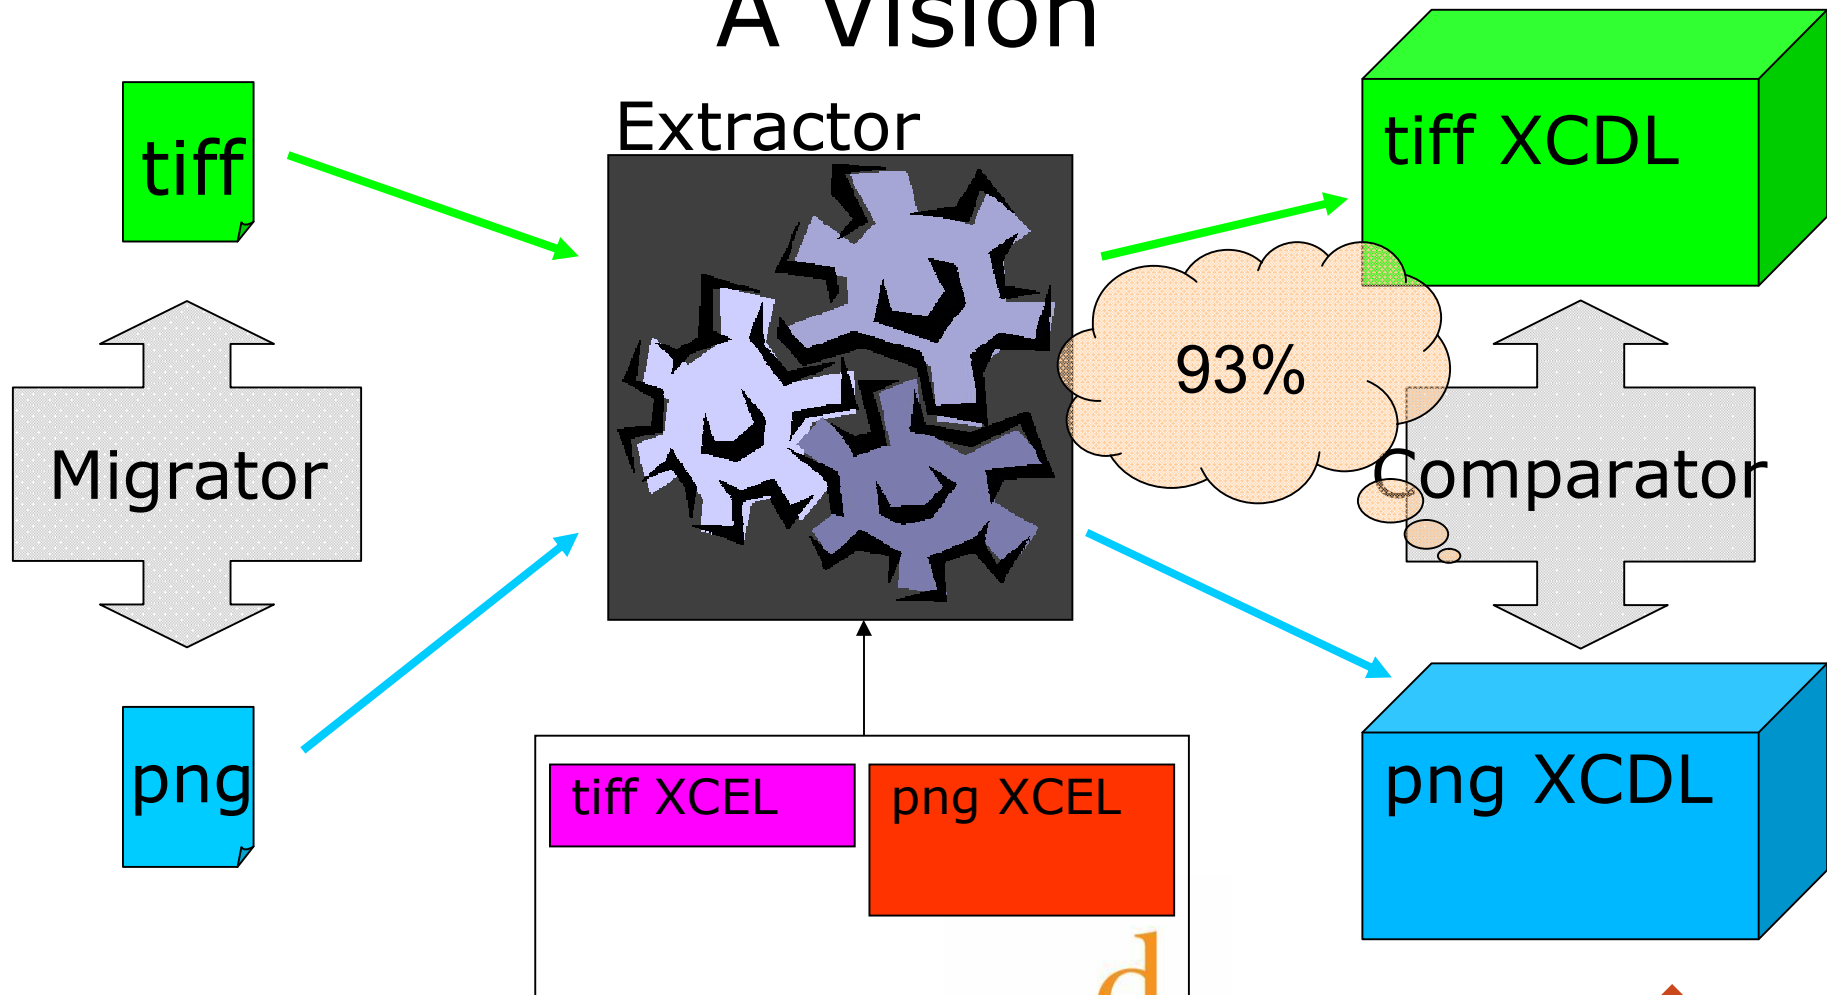 A Vision
Extractor
tiff
tiff XCDL
93%
Migrator
Comparator
png
tiff XCEL
png XCEL
png XCDL
d